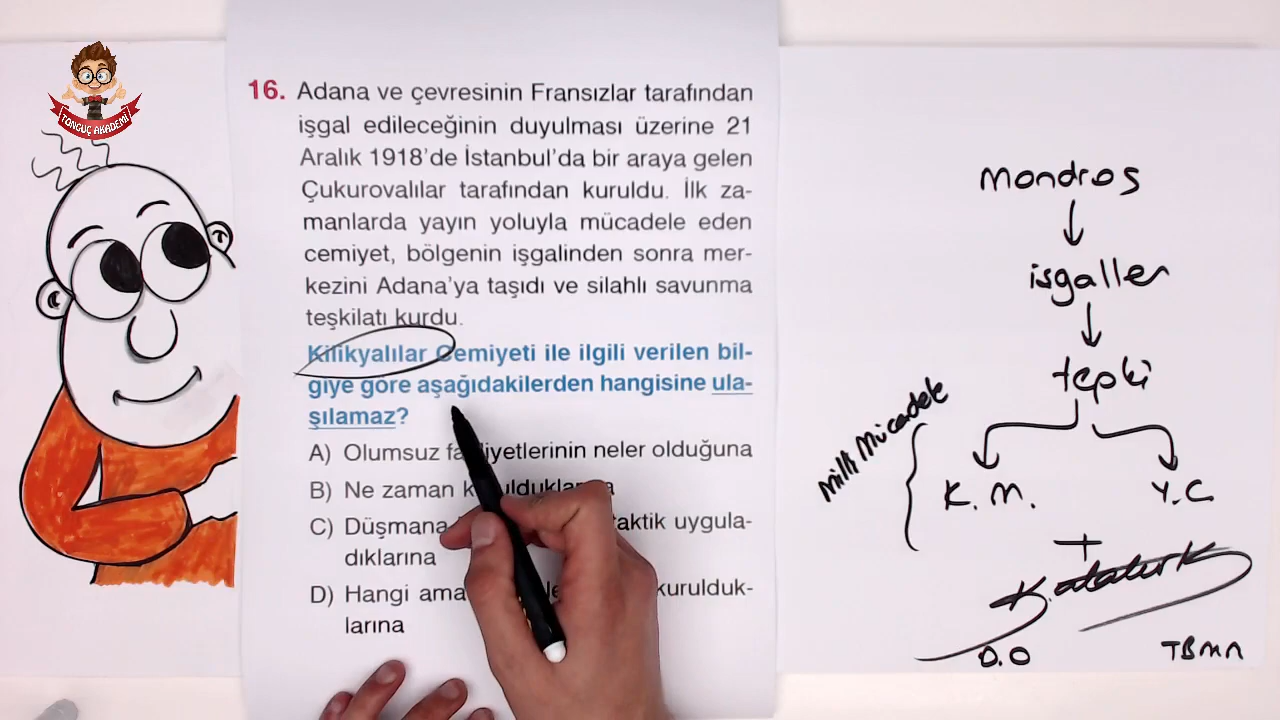 TONGUÇ AKADEMİ
16. Adana ve çevresinin Fransızlar tarafından
işgal edileceğinin duyulması üzerine 21
Aralık 1918'de İstanbul'da bir araya gelen
Çukurovalılar tarafından kuruldu. İlk za-
manlarda yayın yoluyla mücadele eden
cemiyet, bölgenin işgalinden sonra mer-
kezini Adana'ya taşıdı ve silahlı savunma
teşkilatı kurdu.
Kilikyalılar Cemiyeti ile ilgili verilen bil-
giye göre aşağıdakilerden hangisine ula-
şılamaz?
A) Olumsuz faaliyetlerinin neler olduğuna
B) Ne zaman kurulduklarına
C) Düşmana taktik uygula-
dıklarına
D) Hangi kurulduk-
larına
Mondros
işgaller
tepki
Milli Mücadele
K.M.
Y.C
+
K.Atatürk
D.O
TBMM